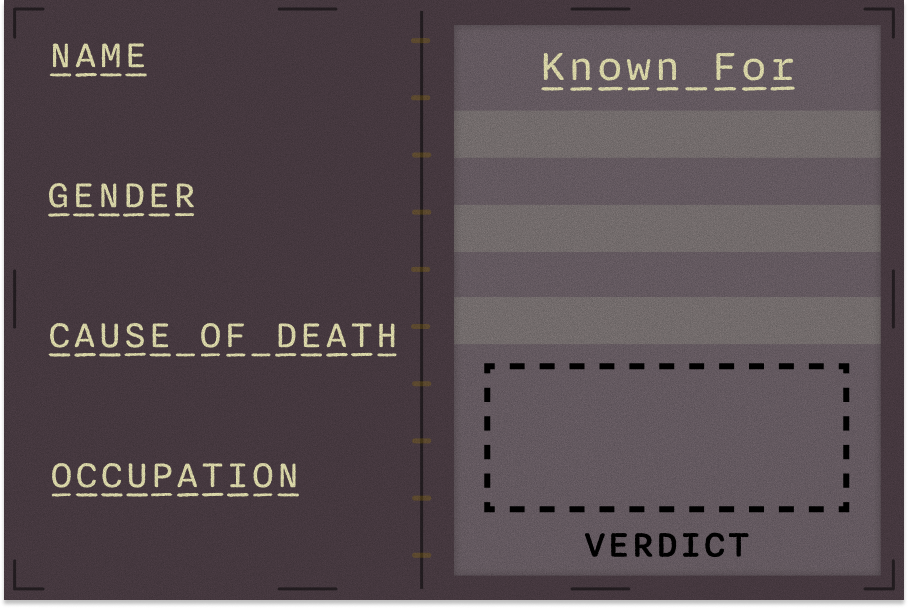 NAME
GENDER
CAUSE OF DEATH
OCCUPATION
Known For
VERDICT